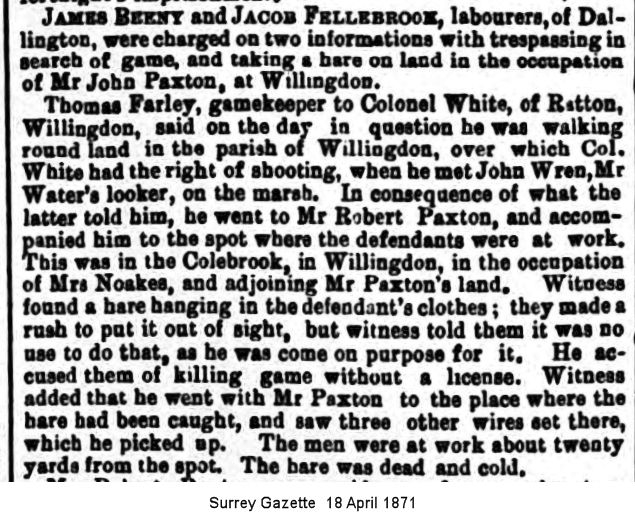 JAMES BEENY and JACOB FELLEBROOK, labourers, of Dal-
lington, were charged on two informations with trespassing in
search of game, and taking a hare on land in the occupation
of Mr John Paxton, at Willingdon.
Thomas Farley, gamekeeper to Colonel White, of Ratton,
Willingdon, said on the day in question he was walking
round land in the parish of Willingdon, over which Col.
White had the right of shooting, when he met John Wren, Mr
Water's looker, on the marsh. In consequence of what the
latter told him, he went to Mr Robert Paxton, and accom-
panied him to the spot where the defendants were at work.
This was in the Colebrook, in Willingdon, in the occupation
of Mrs Noakes, and adjoining Mr Paxton's land. Witness
found a hare hanging in the defendant's clothes; they made a
rush to put it out of sight, but witness told them it was no
use to do that, as he was come on purpose for it. He ac-
cused them of killing game without a license. Witness
added that he went with Mr Paxton to the place where the
hare had been caught, and saw three other wires set there,
which he picked up. The men were at work about twenty
yards from the spot. The hare was dead and cold.
Surrey Gazette 18 April 1871